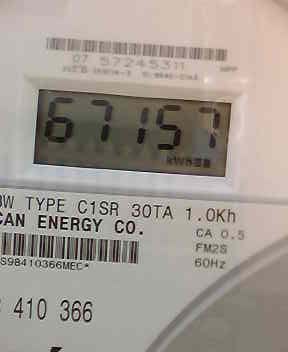 07 57245311
67157
kWh
3W TYPE C1SR 30TA 1.0Kh
CAN ENERGY CO.
CA 0.5
FM2S
S98410366MEC*
60Hz
410 366